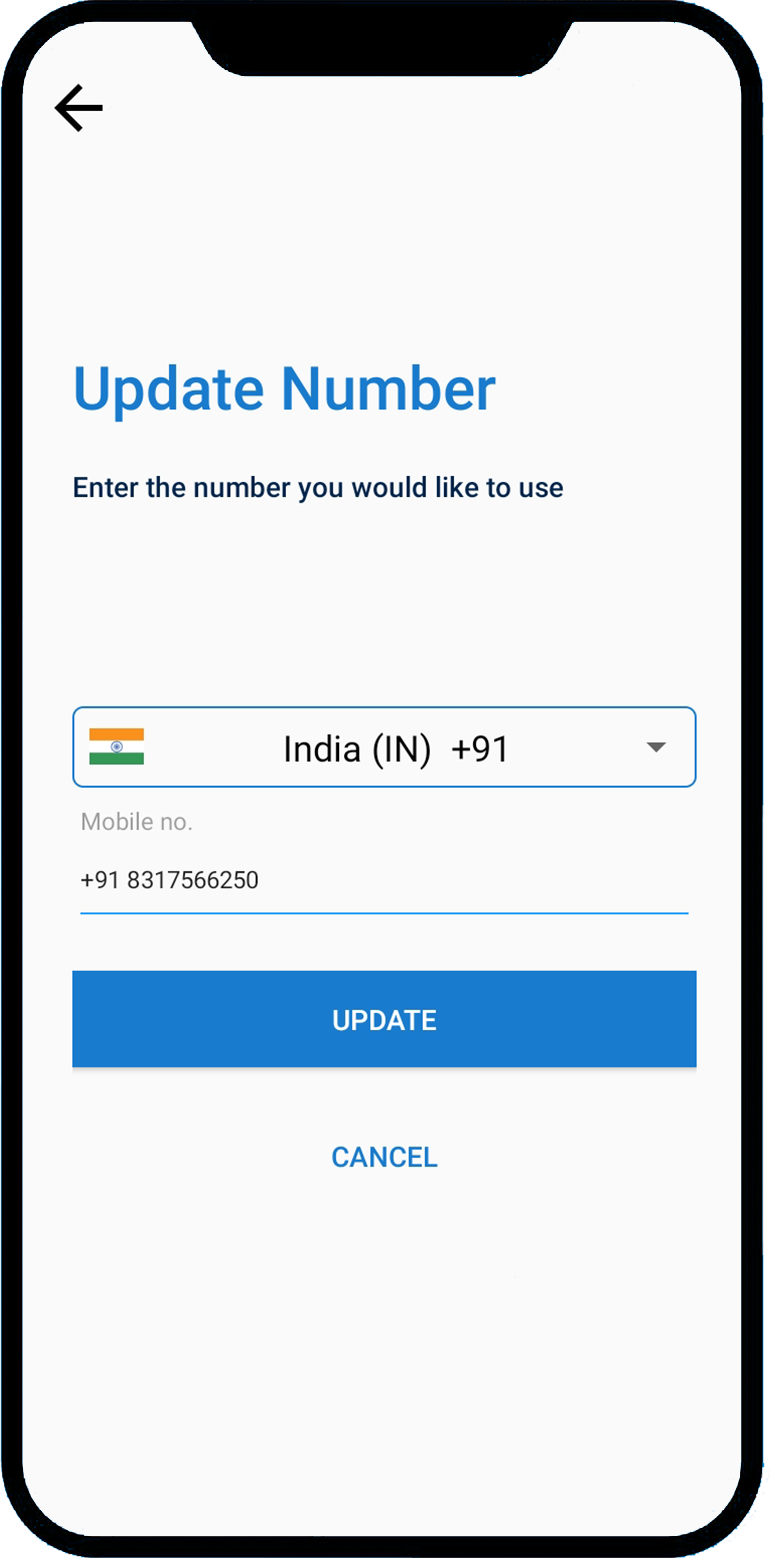 Update Number
Enter the number you would like to use
India (IN) +91
Mobile no.
+91 8317566250
UPDATE
CANCEL